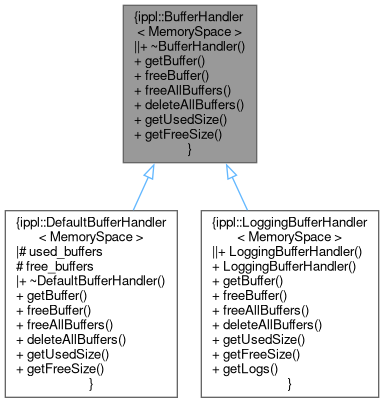 {ippl::BufferHandler
< MemorySpace >
||+ ~BufferHandler()
+ getBuffer()
+ freeBuffer()
+ freeAllBuffers()
+ deleteAllBuffers()
+ getUsedSize()
+ getFreeSize()
}
{ippl::DefaultBufferHandler
< MemorySpace >
|# used_buffers
# free_buffers
|+ ~DefaultBufferHandler()
+ getBuffer()
+ freeBuffer()
+ freeAllBuffers()
+ deleteAllBuffers()
+ getUsedSize()
+ getFreeSize()
}
{ippl::LoggingBufferHandler
< MemorySpace >
||+ LoggingBufferHandler()
+ LoggingBufferHandler()
+ getBuffer()
+ freeBuffer()
+ freeAllBuffers()
+ deleteAllBuffers()
+ getUsedSize()
+ getFreeSize()
+ getLogs()
}